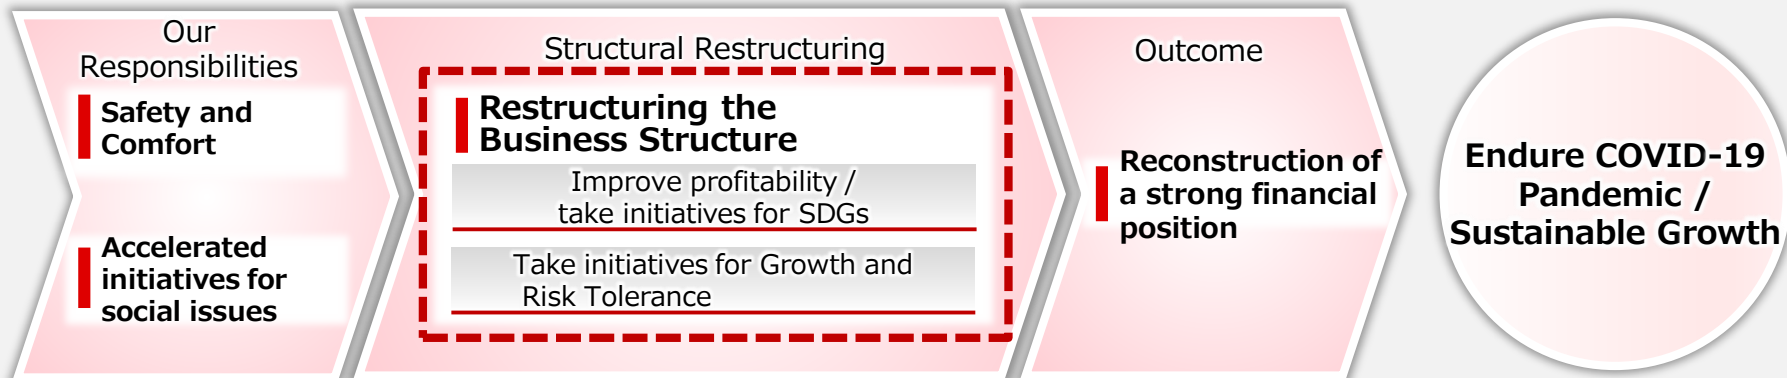 Our
Responsibilities
Safety and
Comfort
Accelerated
initiatives for
social issues
Structural Restructuring
Restructuring the
Business Structure
Improve profitability /
take initiatives for SDGs
Take initiatives for Growth and
Risk Tolerance
Outcome
Reconstruction of
a strong financial
position
Endure COVID-19
Pandemic /
Sustainable Growth